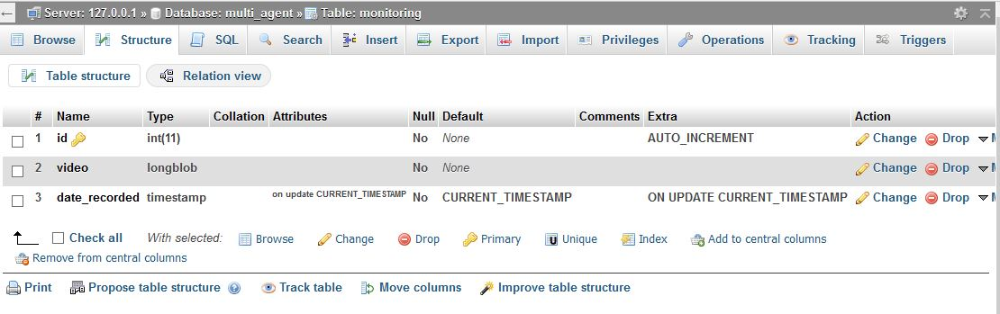 Server: 127.0.0.1 » Database: multi_agent » Table: monitoring
Browse Structure SQL Search Insert Export Import Privileges Operations Tracking Triggers
Table structure Relation view
# Name Type Collation Attributes Null Default Comments Extra Action
1 id int(11) No None AUTO_INCREMENT Change Drop
2 video longblob No None Change Drop
3 date_recorded timestamp on update CURRENT_TIMESTAMP No CURRENT_TIMESTAMP ON UPDATE CURRENT_TIMESTAMP Change Drop
Check all With selected: Browse Change Drop Primary Unique Index Add to central columns
Remove from central columns
Print Propose table structure Track table Move columns Improve table structure